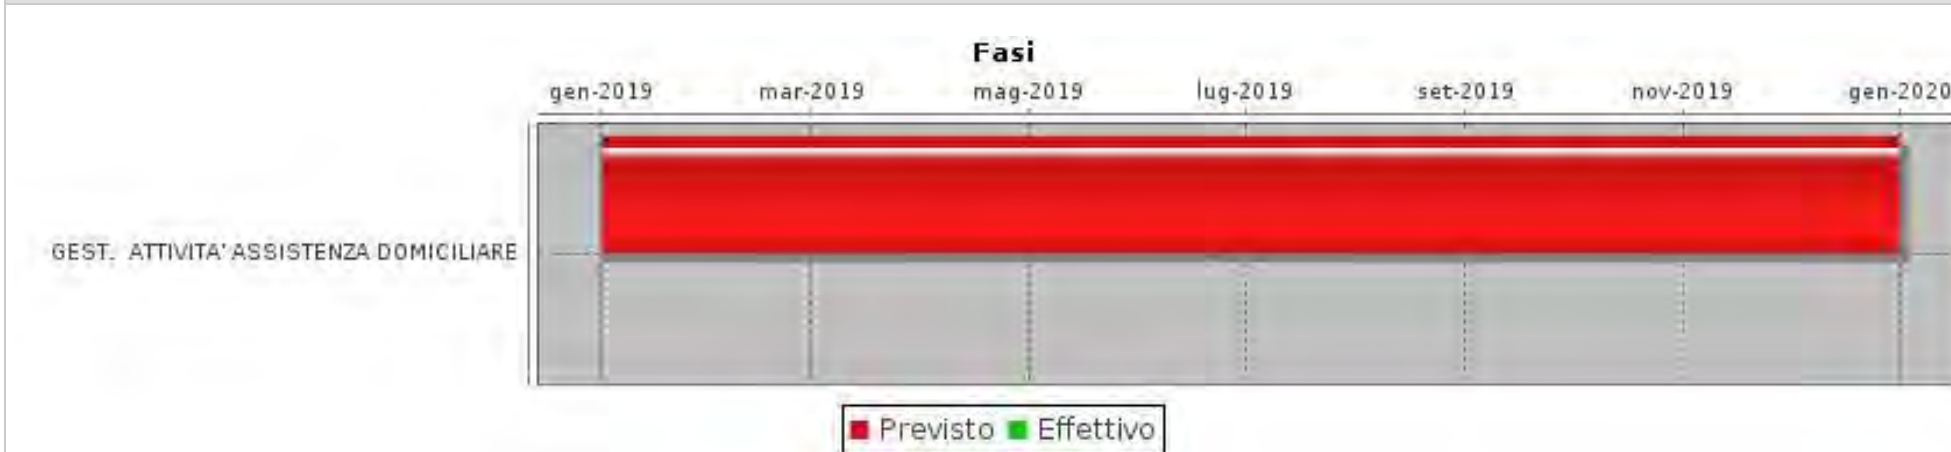 Fasi
gen-2019 mar-2019 mag-2019 lug-2019 set-2019 nov-2019 gen-2020
GEST. ATTIVITA' ASSISTENZA DOMICILIARE
Previsto Effettivo